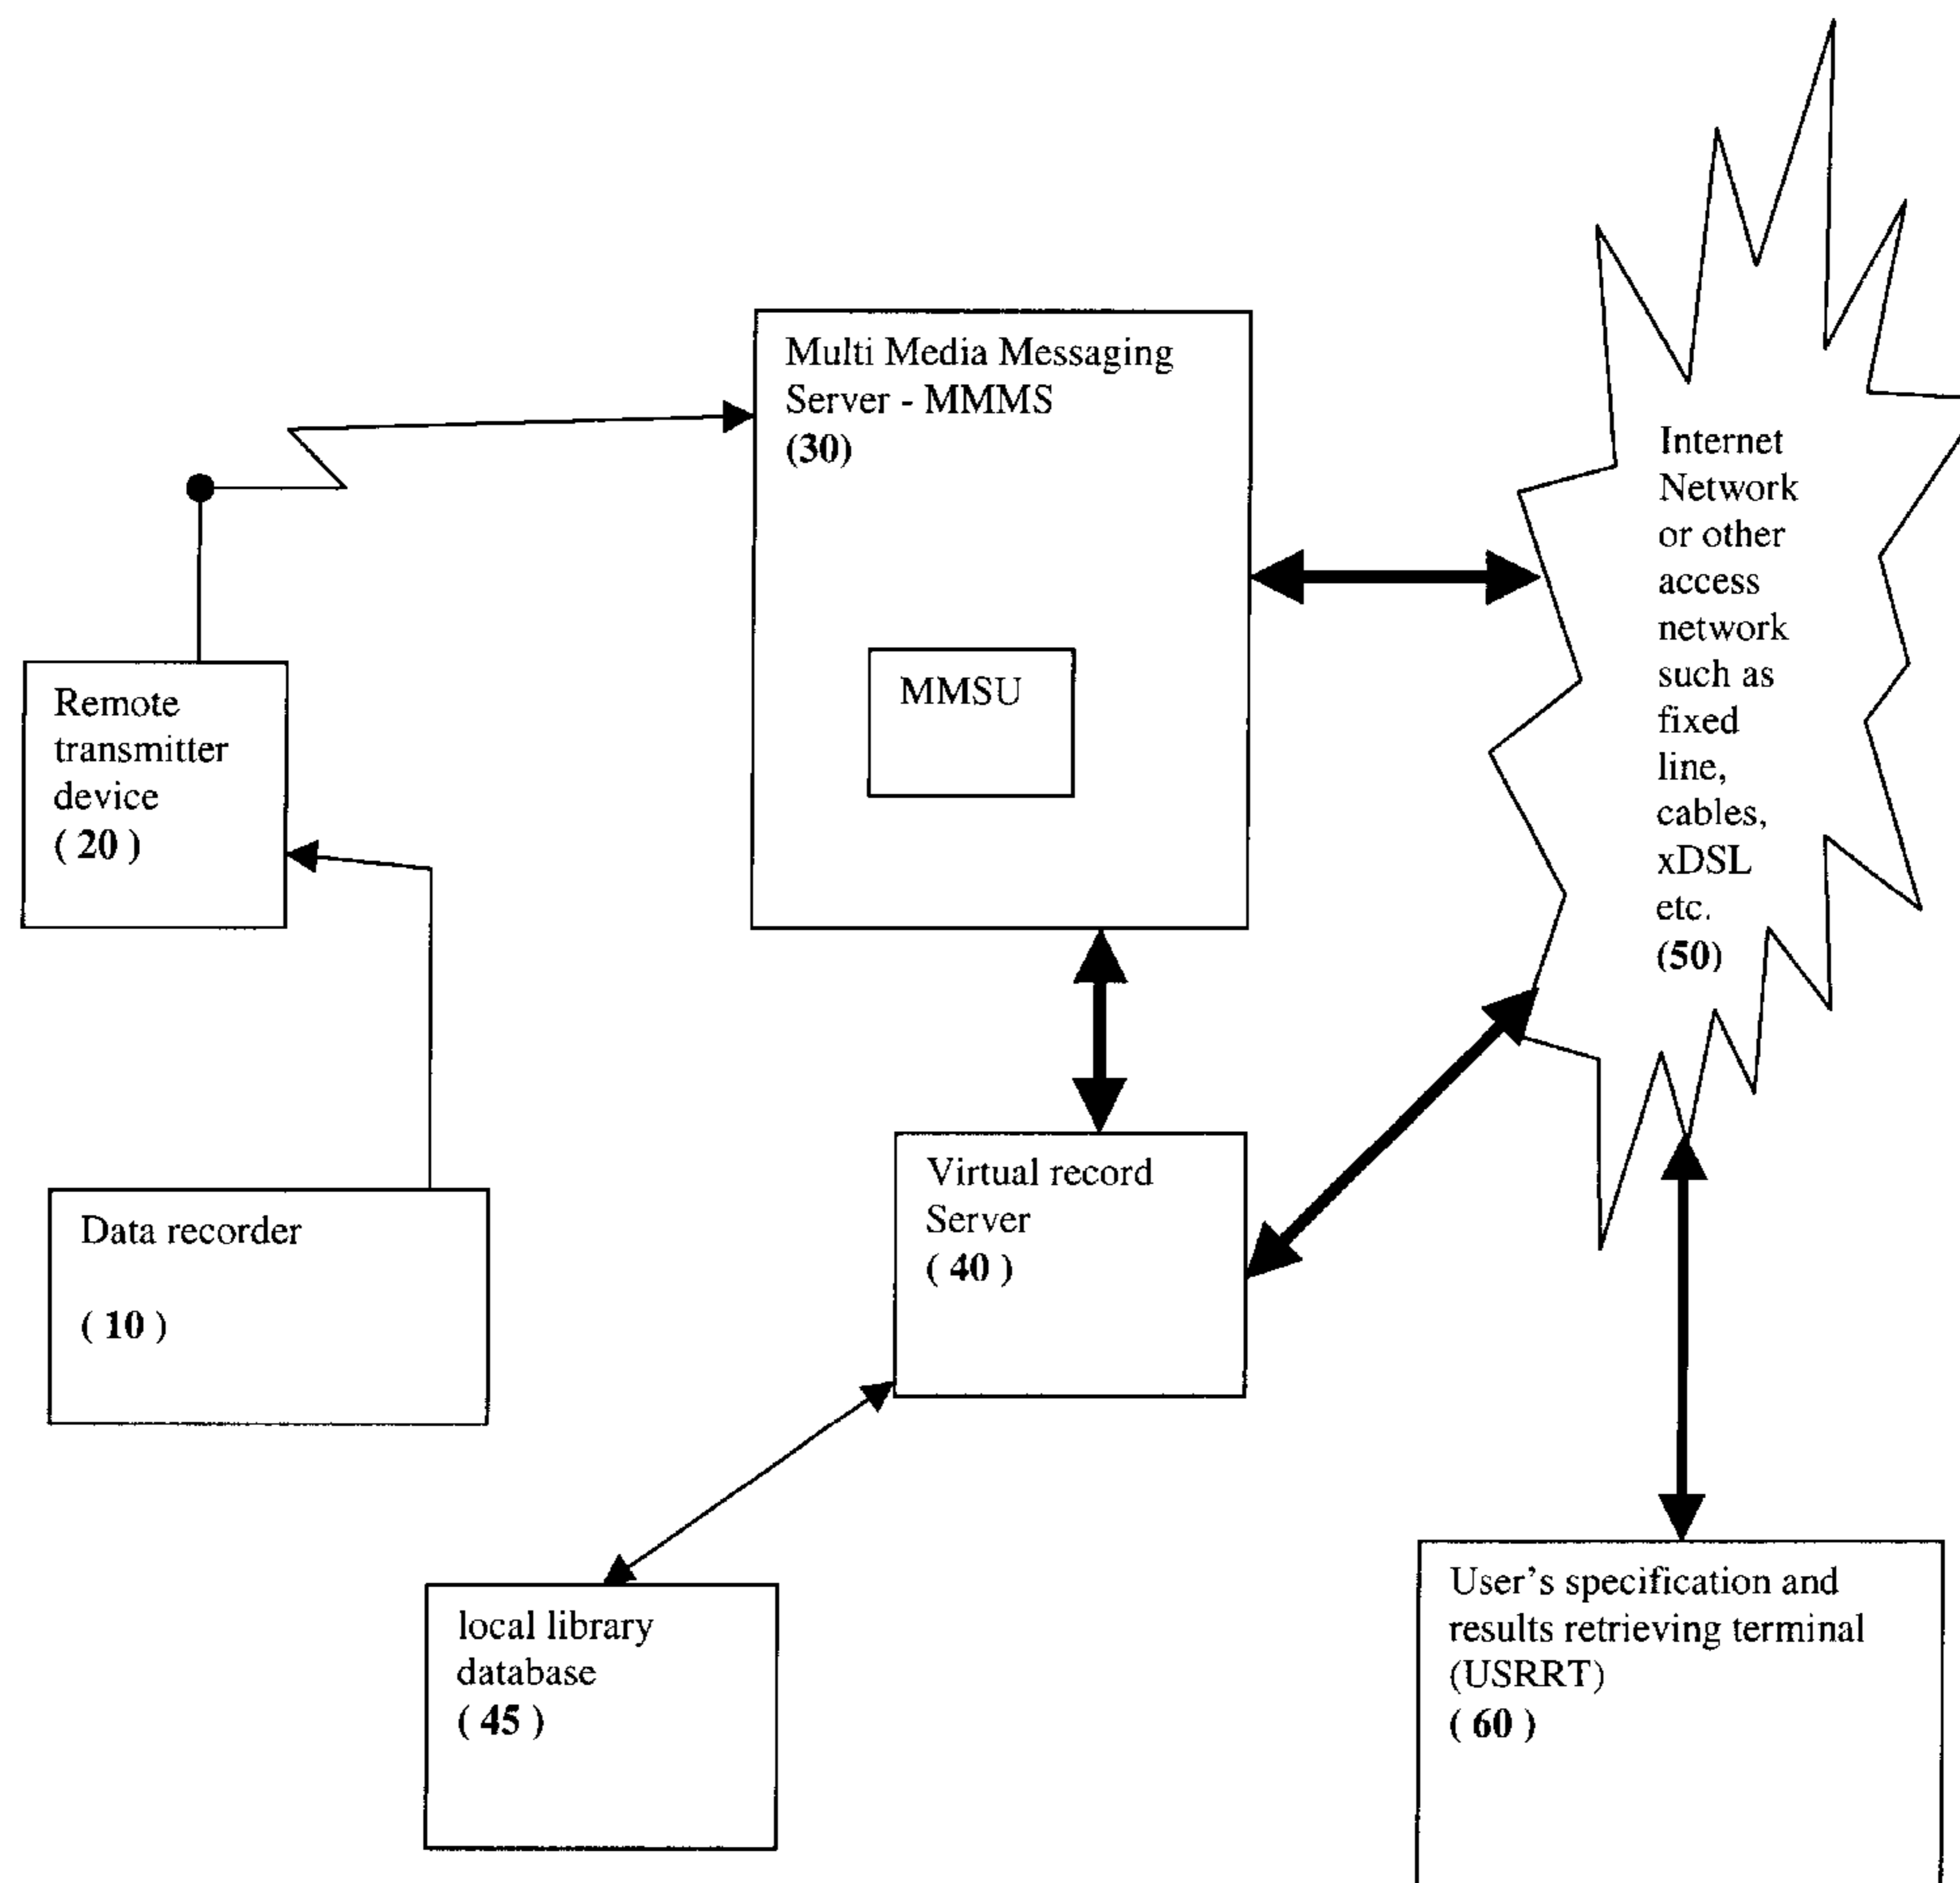 Multi Media Messaging
Server - MMMS
(30)
MMSU
Internet
Network
or other
access
network
such as
fixed
line,
cables,
xDSL
etc.
(50)
Remote
transmitter
device
( 20 )
Data recorder
( 10 )
Virtual record
Server
( 40 )
local library
database
( 45 )
User's specification and
results retrieving terminal
(USRRT)
( 60 )